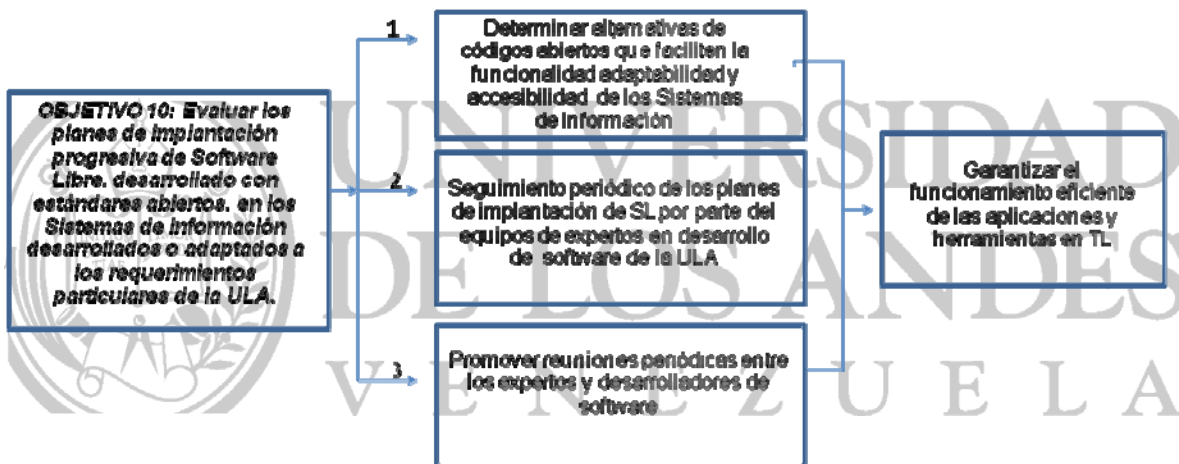 OBJETIVO 10: Evaluar los
planes de implantación
progresiva de Software
Libre, desarrollado con
estándares abiertos, en los
Sistemas de Información
desarrollados o adaptados a
los requerimientos
particulares de la ULA.
1
Determinar alternativas de
códigos abiertos que faciliten la
funcionalidad adaptabilidad y
accesibilidad de los Sistemas
de Información
2
Seguimiento periódico de los planes
de implantación de SL por parte del
equipos de expertos en desarrollo
de software de la ULA
3
Promover reuniones periódicas entre
los expertos y desarrolladores de
software
Garantizar el
funcionamiento eficiente
de las aplicaciones y
herramientas en TL
UNIVERSIDAD
DE LOS ANDES
VENEZUELA